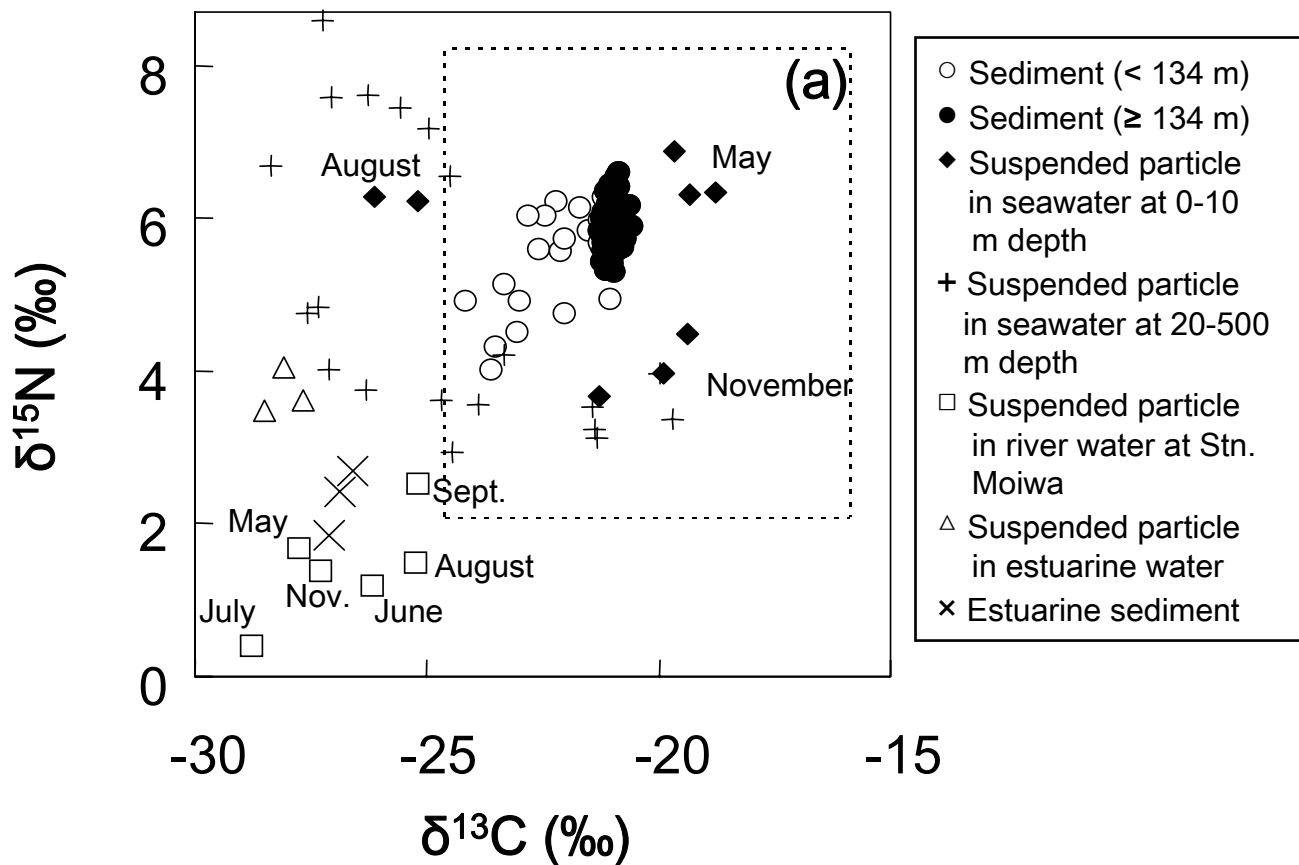 (a)
8
6
4
2
0
δ15N (‰)
August
May
November
Sept.
May
August
Nov.
June
July
-30
-25
-20
-15
δ13C (‰)
Sediment (< 134 m)
Sediment (≥ 134 m)
Suspended particle
in seawater at 0-10
m depth
Suspended particle
in seawater at 20-500
m depth
Suspended particle
in river water at Stn.
Moiwa
Suspended particle
in estuarine water
Estuarine sediment